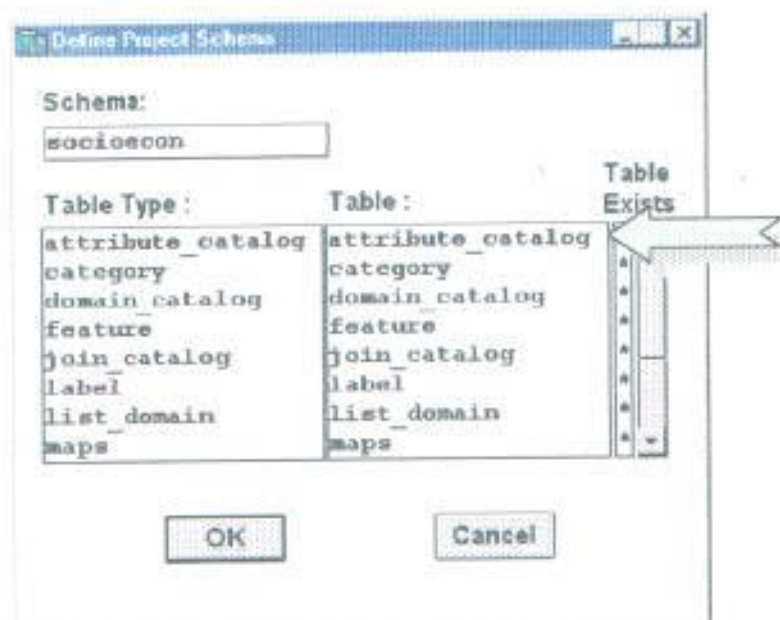 Define Project Schema
Schema:
socioecon
Table Type : Table : Table Exists
attribute_catalog attribute_catalog
category category *
domain_catalog domain_catalog *
feature feature *
join_catalog join_catalog *
label label *
list_domain list_domain *
maps maps *
OK Cancel